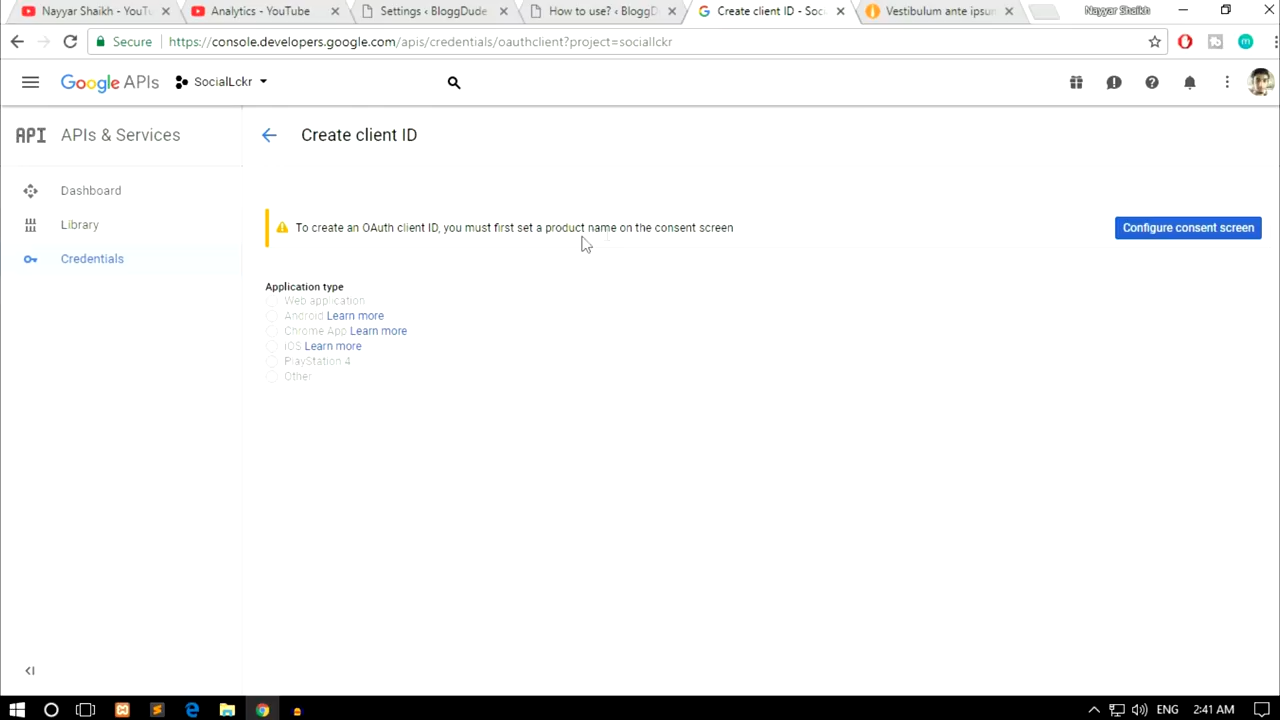 Nayyar Shaikh - YouTu
Analytics - YouTube
Settings ‹ BloggDude
How to use? ‹ BloggD
Create client ID - Soci
Vestibulum ante ipsun
Nayyar Shaikh
Secure
https://console.developers.google.com/apis/credentials/oauthclient?project=sociallckr
Google APIs
SocialLckr
API
APIs & Services
Create client ID
Dashboard
Library
Credentials
To create an OAuth client ID, you must first set a product name on the consent screen
Configure consent screen
Application type
Web application
Android Learn more
Chrome App Learn more
iOS Learn more
PlayStation 4
Other
ENG
2:41 AM